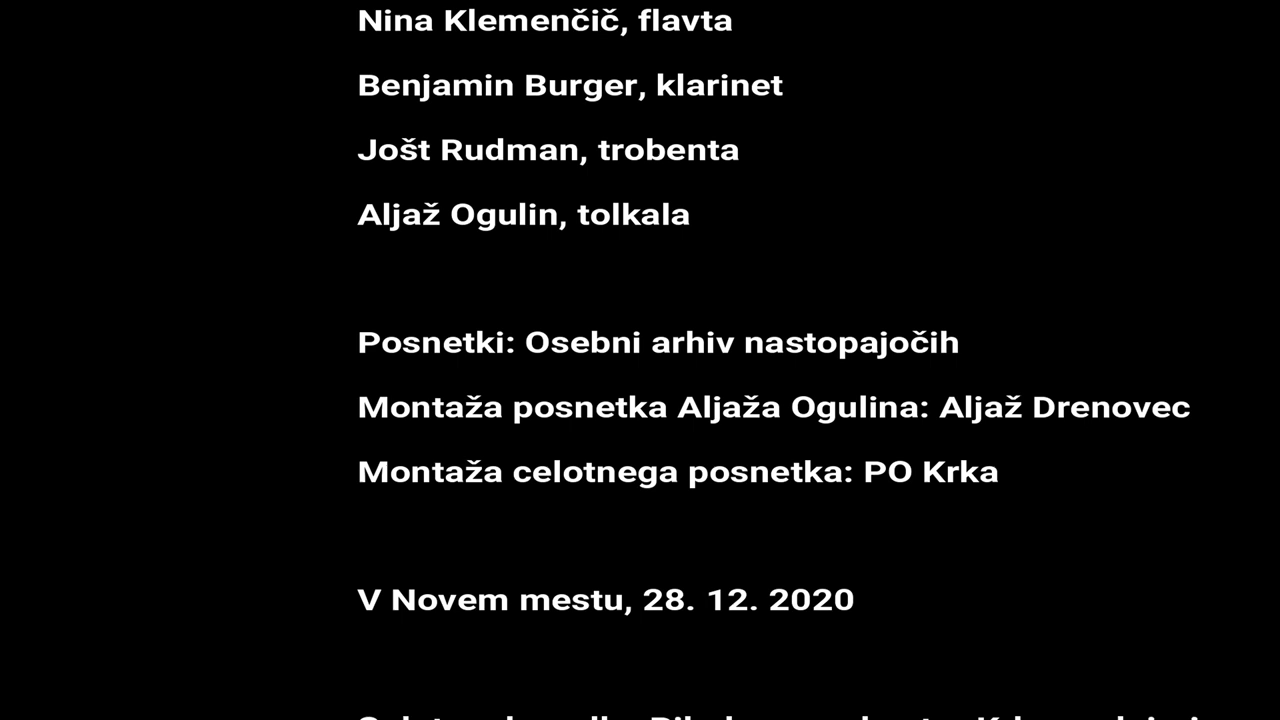 Nina Klemenčič, flavta
Benjamin Burger, klarinet
Jošt Rudman, trobenta
Aljaž Ogulin, tolkala
Posnetki: Osebni arhiv nastopajočih
Montaža posnetka Aljaža Ogulina: Aljaž Drenovec
Montaža celotnega posnetka: PO Krka
V Novem mestu, 28. 12. 2020